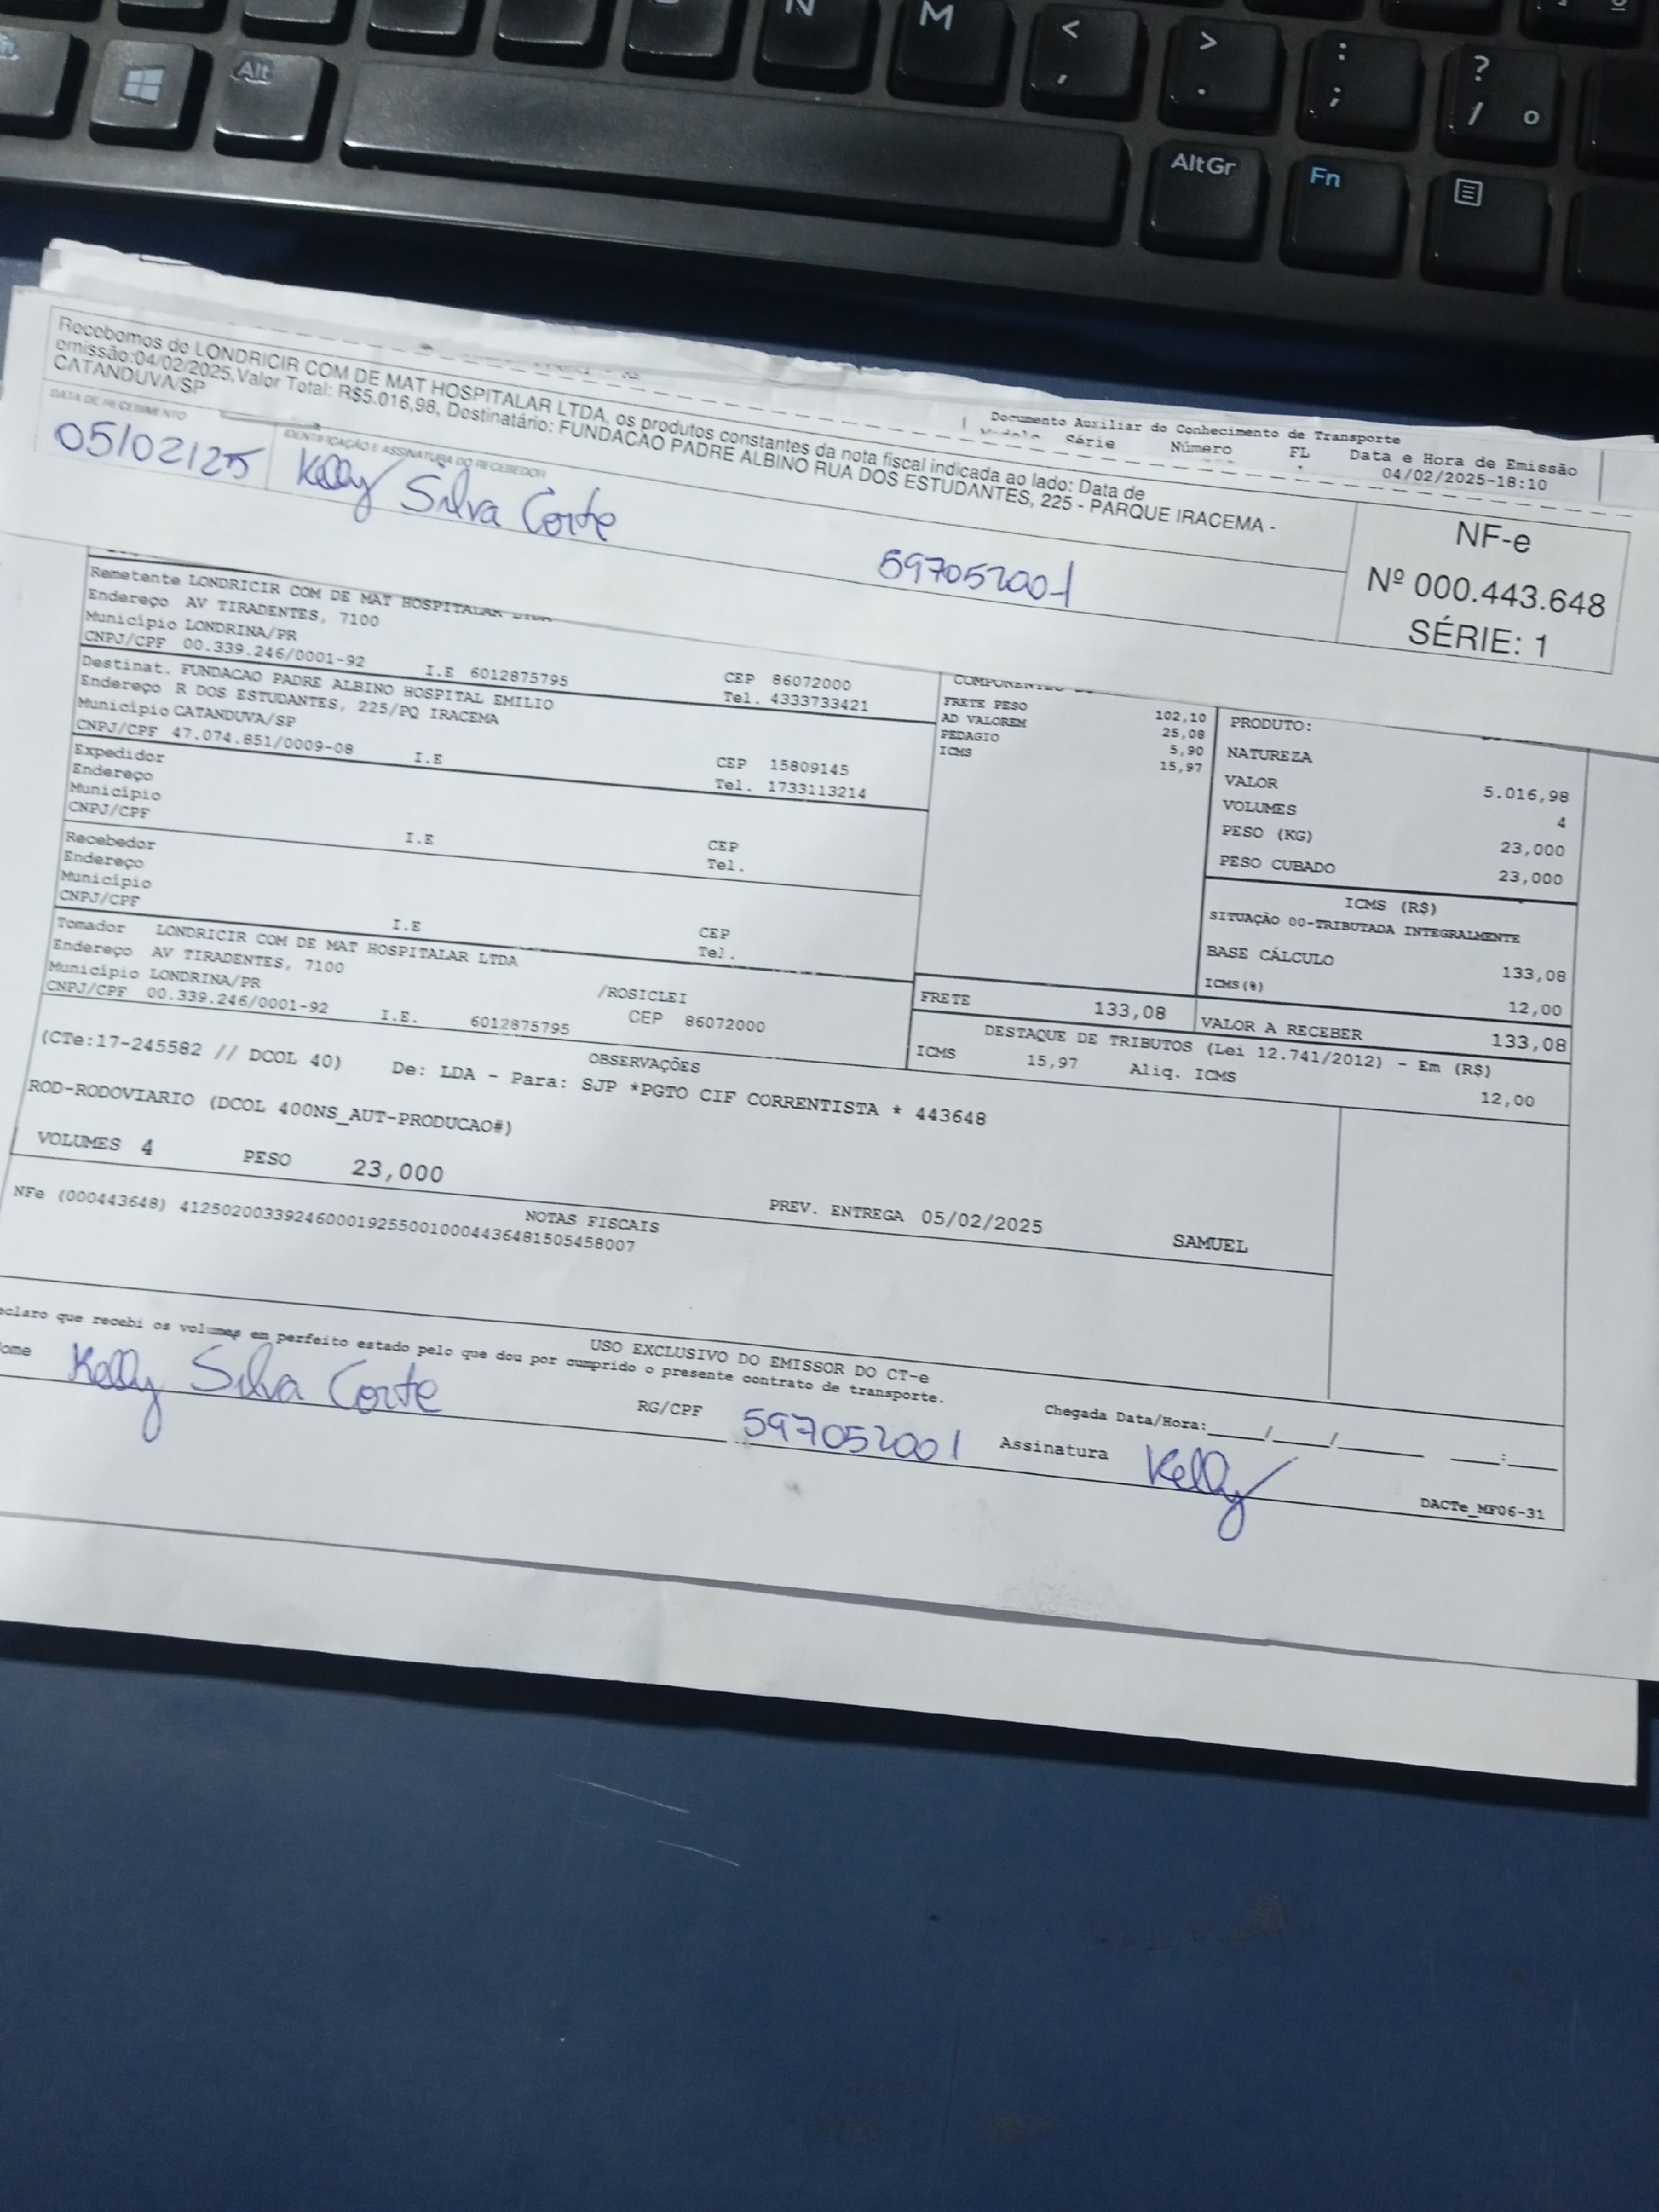 N
M
<
,
>
.
:
;
?
/ o
Alt
AltGr
Fn
Recebemos de LONDRICIR COM DE MAT HOSPITALAR LTDA, os produtos constantes da nota fiscal indicada ao lado: Data de
emissão:04/02/2025,Valor Total: R$5.016,98, Destinatário: FUNDACAO PADRE ALBINO RUA DOS ESTUDANTES, 225 - PARQUE IRACEMA -
CATANDUVA/SP
DATA DE RECEBIMENTO
IDENTIFICAÇÃO E ASSINATURA DO RECEBEDOR
05/02/25
Kelly Silva Corte
597052001
NF-e
Nº 000.443.648
SÉRIE: 1
Documento Auxiliar do Conhecimento de Transporte
Série Número FL Data e Hora de Emissão
04/02/2025-18:10
Remetente LONDRICIR COM DE MAT HOSPITALAR
Endereço AV TIRADENTES, 7100
Município LONDRINA/PR CEP 86072000
CNPJ/CPF 00.339.246/0001-92 I.E 6012875795 Tel. 4333733421
Destinat. FUNDACAO PADRE ALBINO HOSPITAL EMILIO
Endereço R DOS ESTUDANTES, 225/PQ IRACEMA
Município CATANDUVA/SP CEP 15809145
CNPJ/CPF 47.074.851/0009-08 I.E Tel. 1733113214
Expedidor
Endereço
Município CEP
CNPJ/CPF I.E Tel.
Recebedor
Endereço
Município CEP
CNPJ/CPF I.E Tel.
Tomador LONDRICIR COM DE MAT HOSPITALAR LTDA
Endereço AV TIRADENTES, 7100 /ROSICLEI
Município LONDRINA/PR CEP 86072000
CNPJ/CPF 00.339.246/0001-92 I.E. 6012875795
FRETE PESO 102,10
AD VALOREM 25,08
PEDAGIO 5,90
ICMS 15,97
PRODUTO:
NATUREZA
VALOR 5.016,98
VOLUMES 4
PESO (KG) 23,000
PESO CUBADO 23,000
ICMS (R$)
SITUAÇÃO 00-TRIBUTADA INTEGRALMENTE
BASE CÁLCULO 133,08
ICMS(%) 12,00
FRETE 133,08 VALOR A RECEBER 133,08
DESTAQUE DE TRIBUTOS (Lei 12.741/2012) - Em (R$)
ICMS 15,97 Aliq. ICMS 12,00
OBSERVAÇÕES
(CTe:17-245582 // DCOL 40) De: LDA - Para: SJP *PGTO CIF CORRENTISTA * 443648
ROD-RODOVIARIO (DCOL 400NS_AUT-PRODUCAO#)
VOLUMES 4 PESO 23,000 PREV. ENTREGA 05/02/2025 SAMUEL
NOTAS FISCAIS
NFe (000443648) 41250200339246000192550010004436481505458007
USO EXCLUSIVO DO EMISSOR DO CT-e
eclaro que recebi os volumes em perfeito estado pelo que dou por cumprido o presente contrato de transporte.
Chegada Data/Hora:____/____/______ ____:____
ome Kelly Silva Corte RG/CPF 597052001 Assinatura Kelly
DACTe_MF06-31